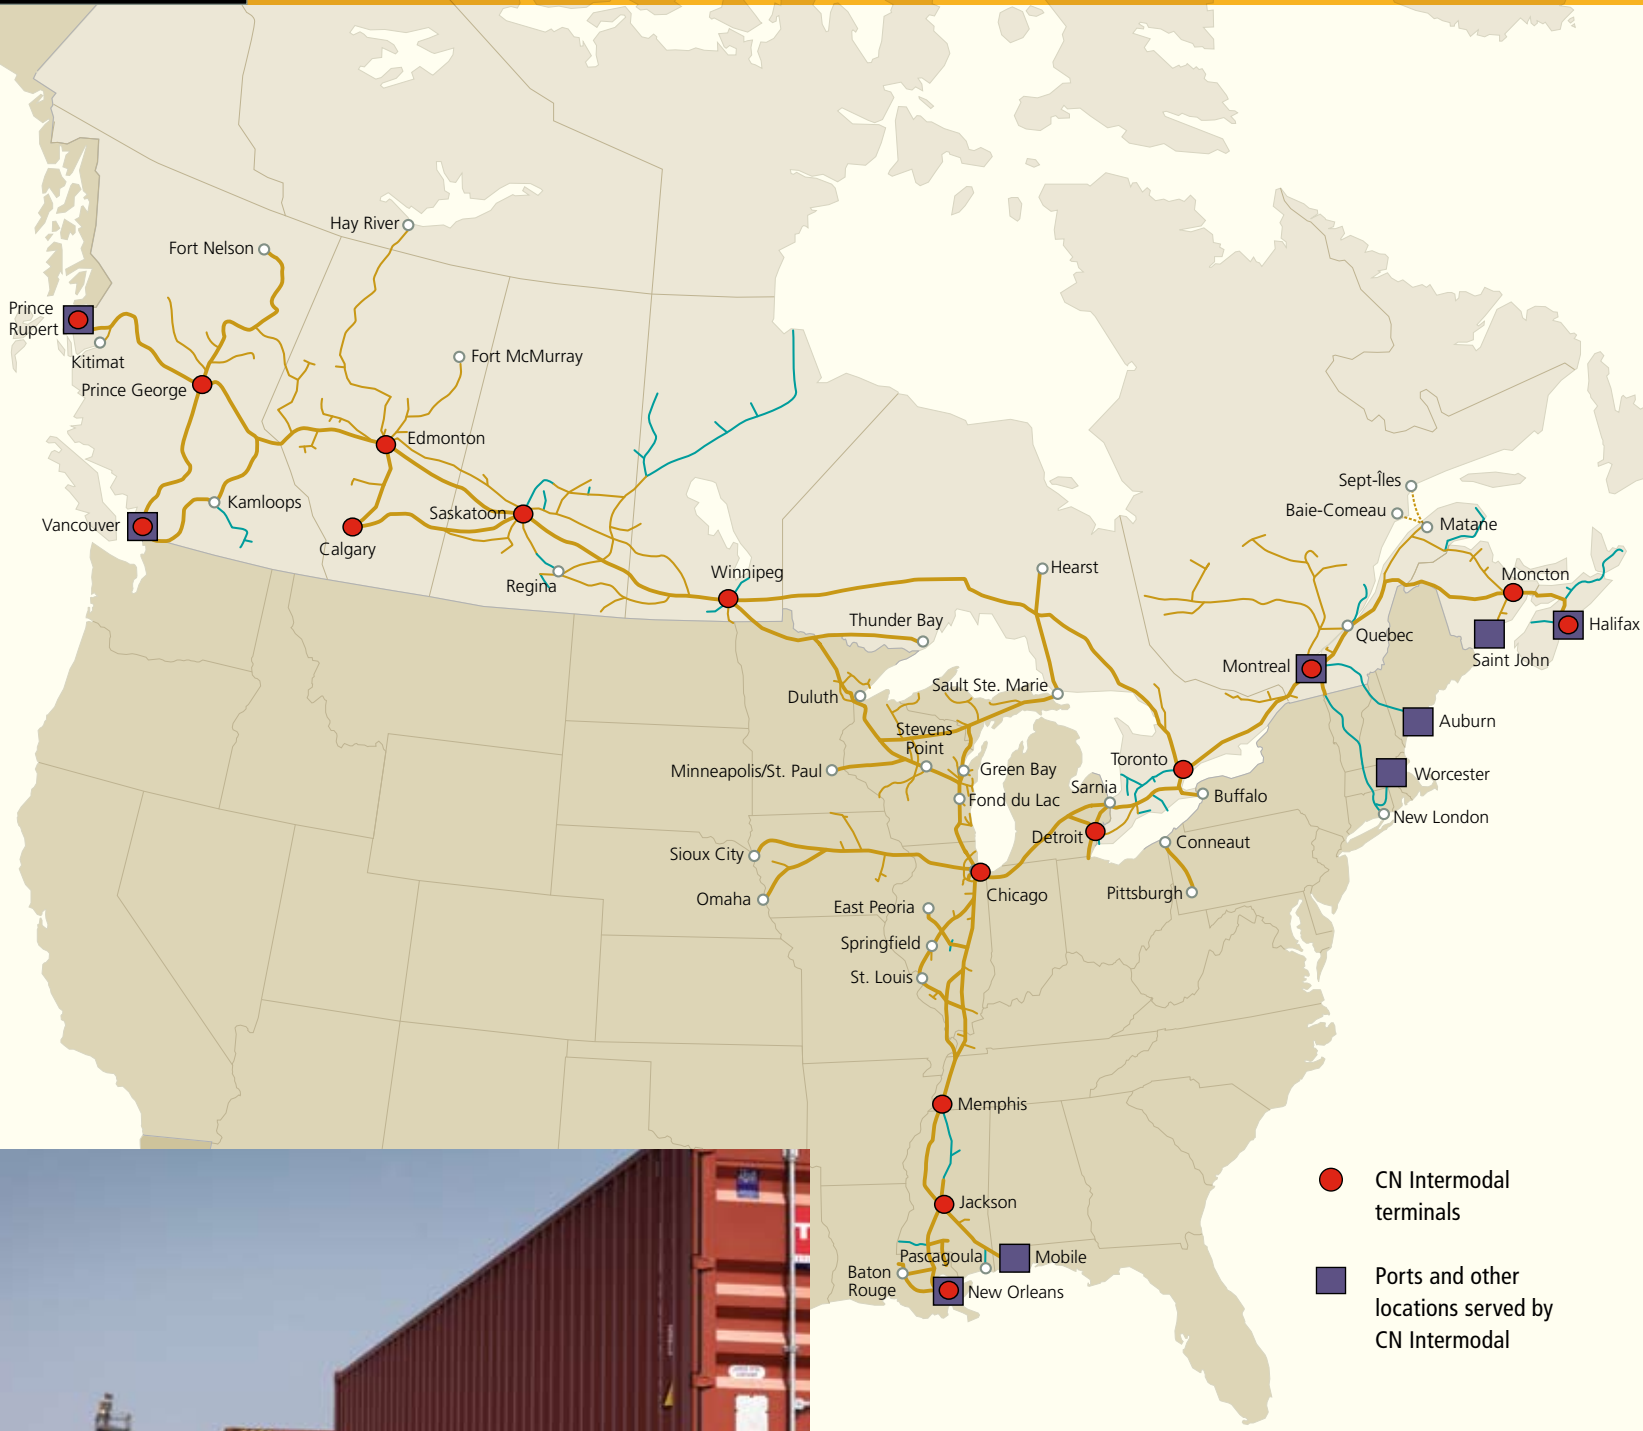 Hay River
Fort Nelson
Prince
Rupert
Kitimat
Fort McMurray
Prince George
Edmonton
Kamloops
Vancouver
Saskatoon
Calgary
Regina
Winnipeg
Hearst
Thunder Bay
Sept-Îles
Baie-Comeau
Matane
Moncton
Halifax
Quebec
Saint John
Montreal
Duluth
Sault Ste. Marie
Auburn
Stevens
Point
Minneapolis/St. Paul
Green Bay
Toronto
Worcester
Sarnia
Fond du Lac
Buffalo
New London
Detroit
Conneaut
Sioux City
Chicago
Pittsburgh
Omaha
East Peoria
Springfield
St. Louis
Memphis
Jackson
Pascagoula
Mobile
Baton
Rouge
New Orleans
CN Intermodal
terminals
Ports and other
locations served by
CN Intermodal